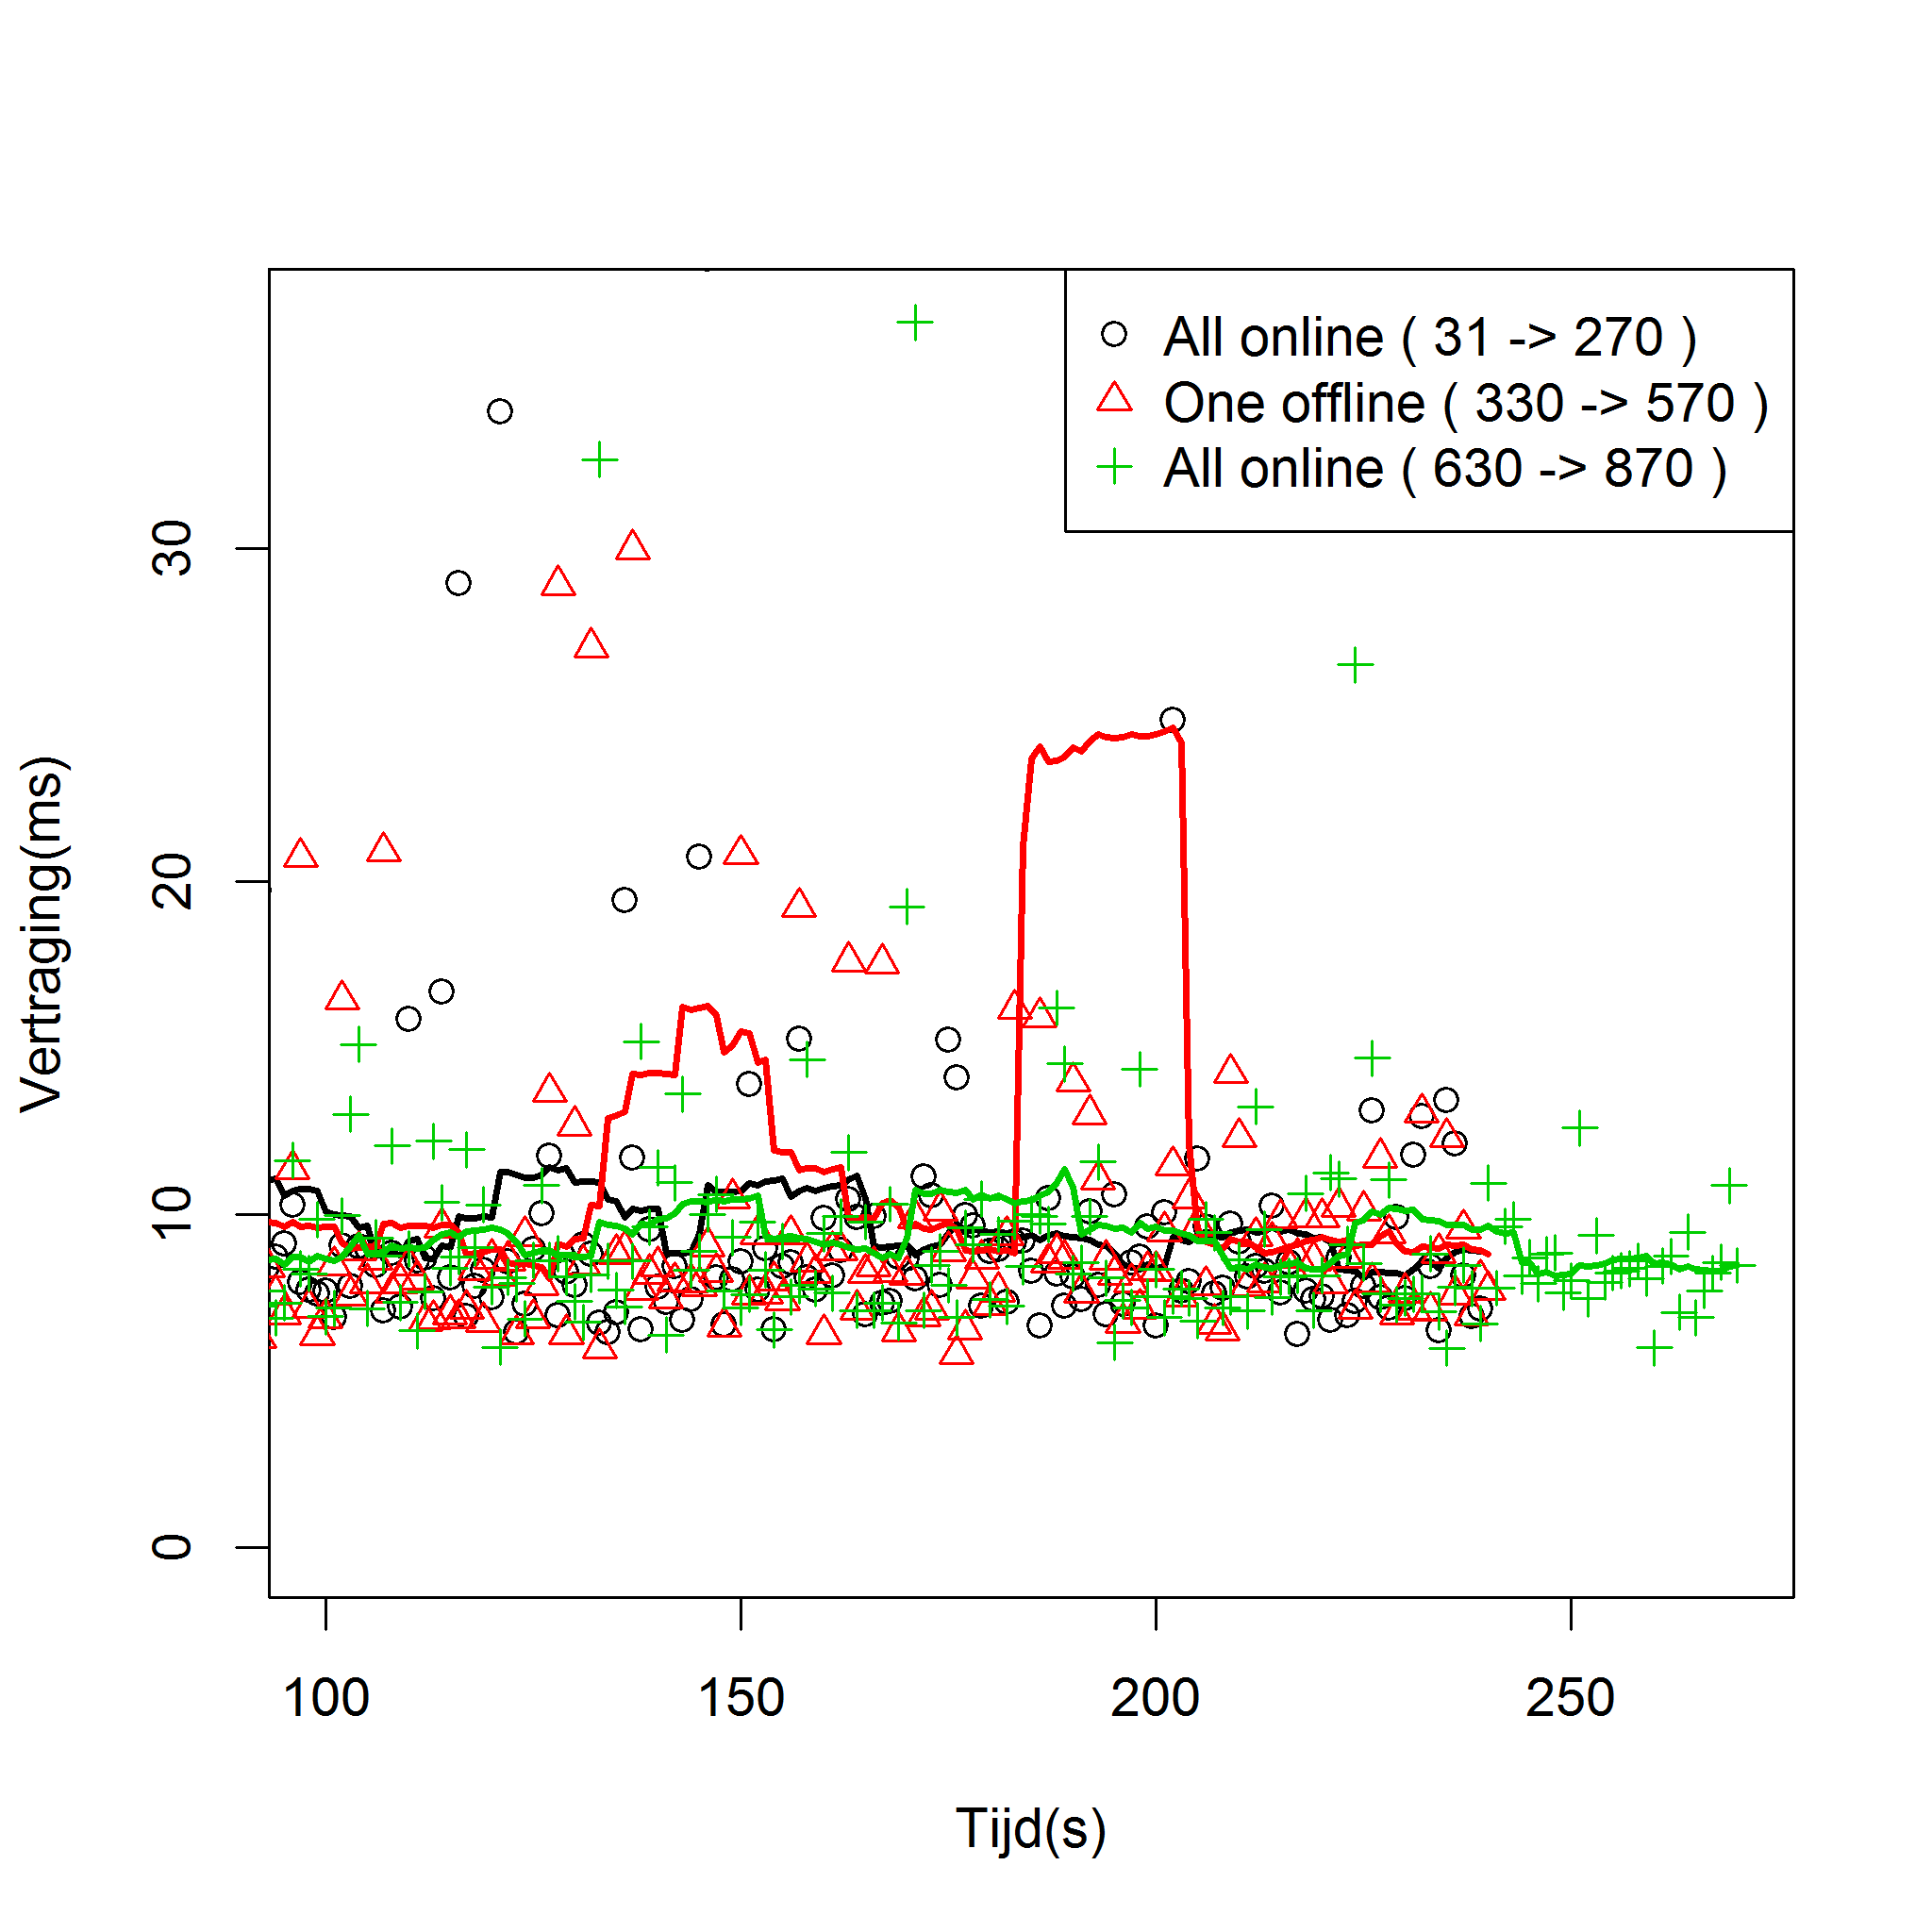 All online ( 31 -> 270 )
One offline ( 330 -> 570 )
All online ( 630 -> 870 )
Vertraging(ms)
30
20
10
0
100 150 200 250
Tijd(s)